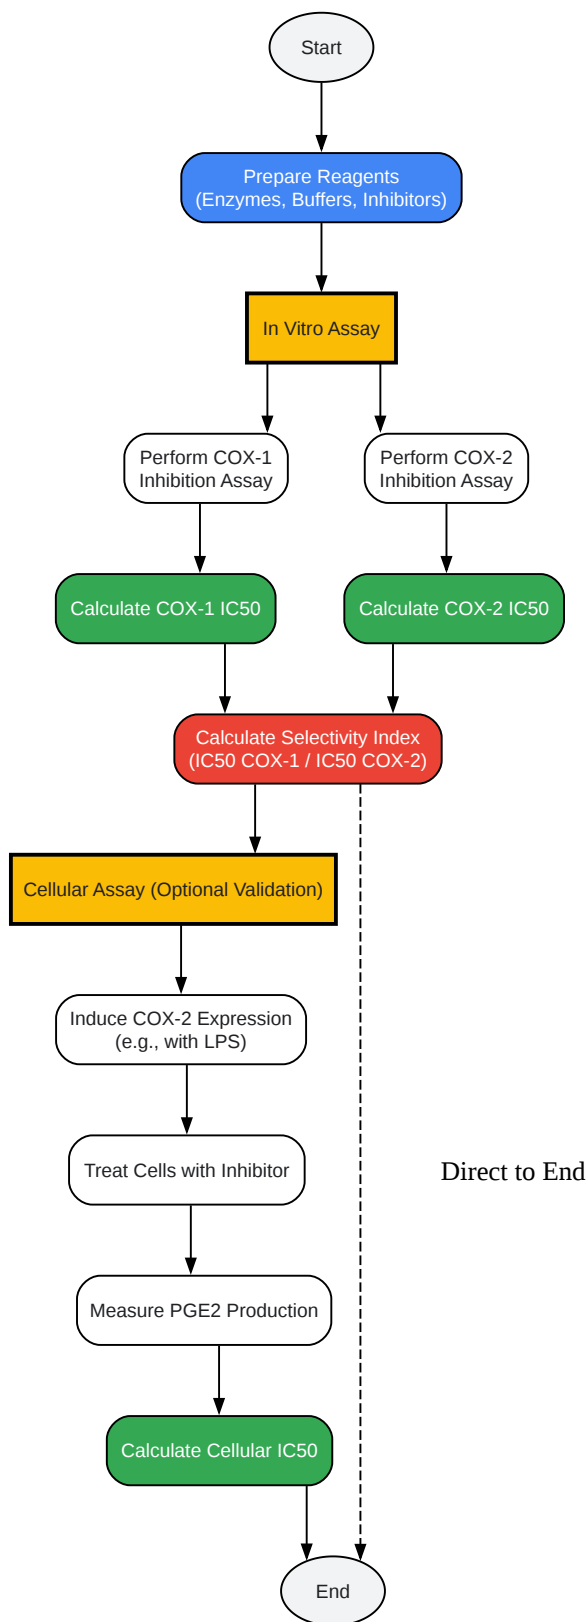 Start
Prepare Reagents
(Enzymes, Buffers, Inhibitors)
In Vitro Assay
Perform COX-1
Inhibition Assay
Perform COX-2
Inhibition Assay
Calculate COX-1 IC50
Calculate COX-2 IC50
Calculate Selectivity Index
(IC50 COX-1 / IC50 COX-2)
Cellular Assay (Optional Validation)
Induce COX-2 Expression
(e.g., with LPS)
Treat Cells with Inhibitor
Direct to End
Measure PGE2 Production
Calculate Cellular IC50
End